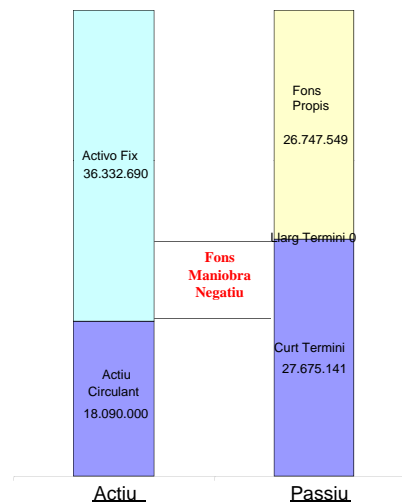 Activo Fix
36.332.690
Actiu
Circulant
18.090.000
Fons
Maniobra
Negatiu
Fons
Propis
26.747.549
Llarg Termini 0
Curt Termini
27.675.141
Actiu
Passiu